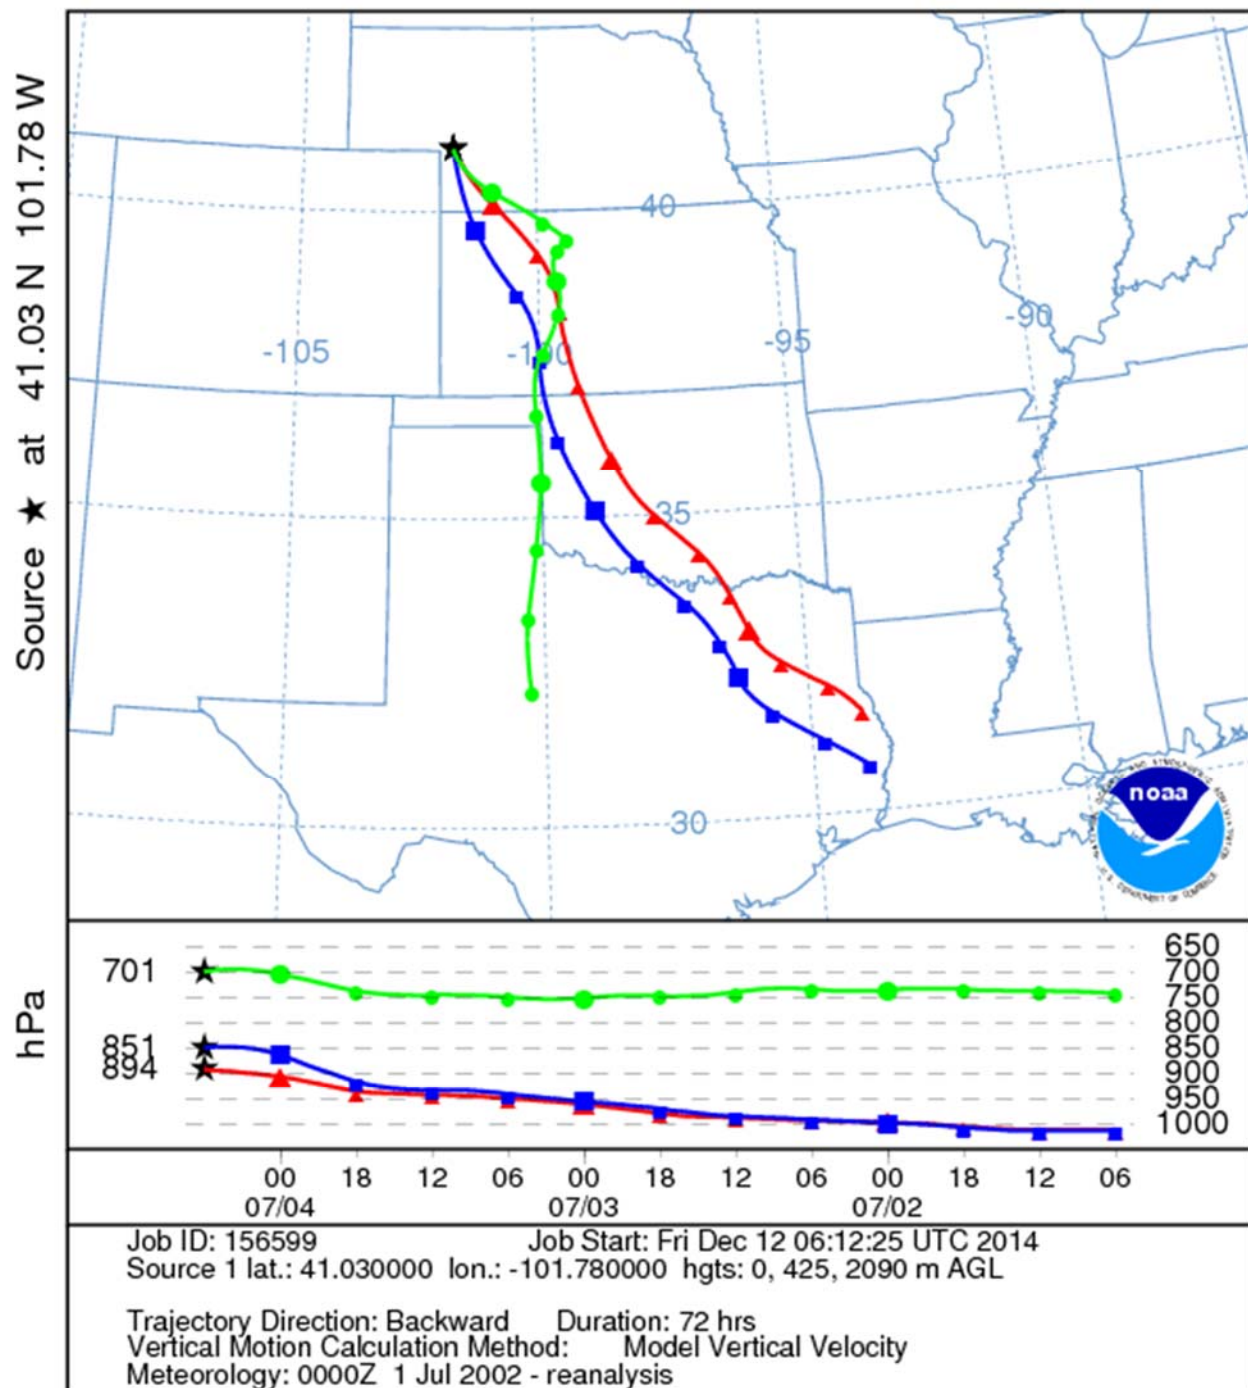 Source ★ at 41.03 N 101.78 W
40
-105
-100
-95
-90
35
30
noaa
hPa
701
851
894
650
700
750
800
850
900
950
1000
00 18 12 06 00 18 12 06 00 18 12 06
07/04 07/03 07/02
Job ID: 156599 Job Start: Fri Dec 12 06:12:25 UTC 2014
Source 1 lat.: 41.030000 lon.: -101.780000 hgts: 0, 425, 2090 m AGL
Trajectory Direction: Backward Duration: 72 hrs
Vertical Motion Calculation Method: Model Vertical Velocity
Meteorology: 0000Z 1 Jul 2002 - reanalysis